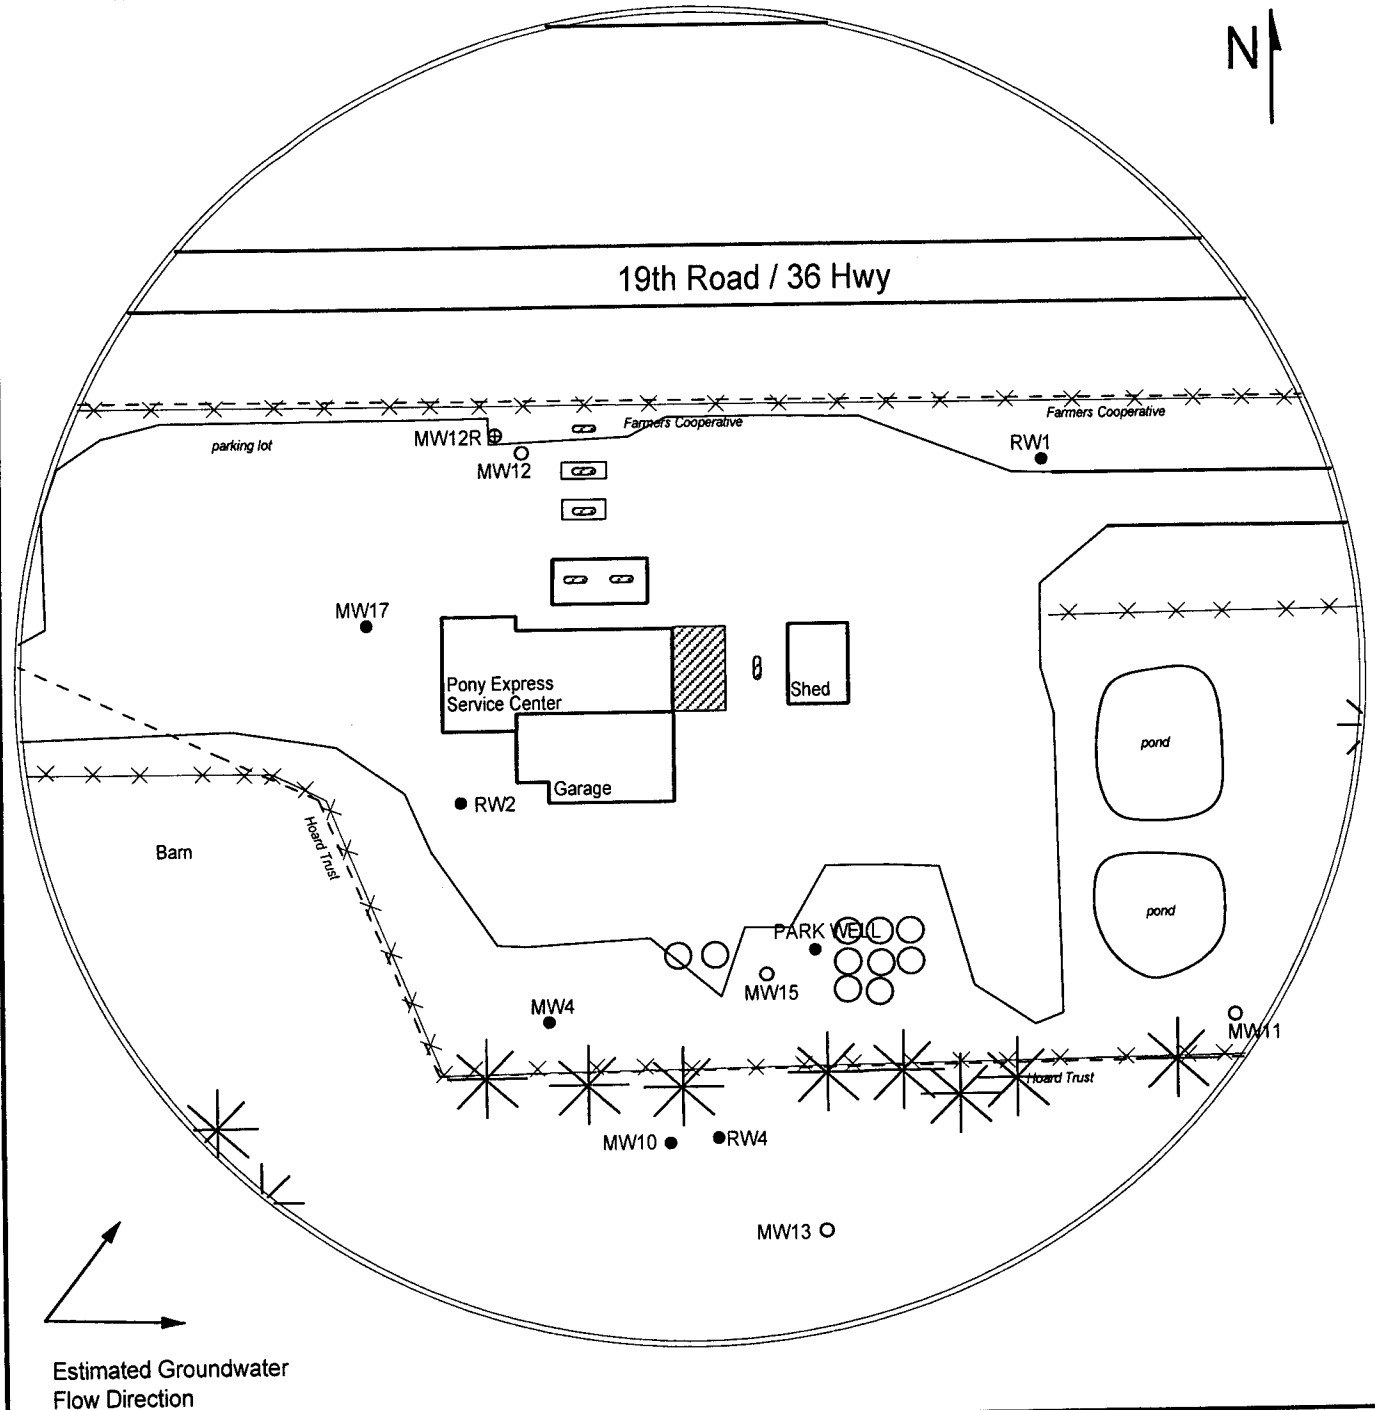 N
19th Road / 36 Hwy
Farmers Cooperative
Farmers Cooperative
parking lot
MW12R
MW12
RW1
MW17
Pony Express
Service Center
Shed
Garage
RW2
pond
Barn
Hoard Trust
pond
PARK WELL
MW15
MW4
MW11
Hoard Trust
MW10
RW4
MW13
Estimated Groundwater
Flow Direction